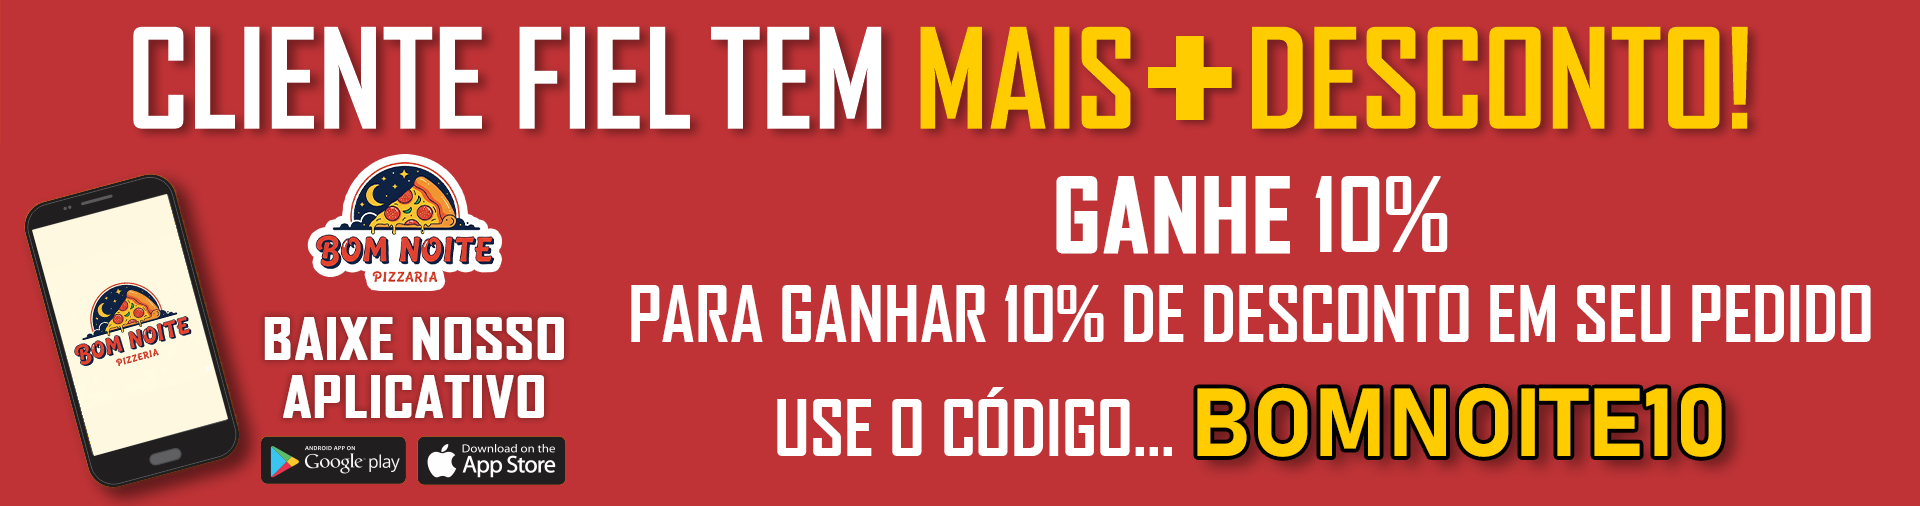 CLIENTE FIEL TEM MAIS+DESCONTO!
BOM NOITE
PIZZARIA
BOM NOITE
PIZZERIA
BAIXE NOSSO
APLICATIVO
ANDROID APP ON
Google play
Download on the
App Store
GANHE 10%
PARA GANHAR 10% DE DESCONTO EM SEU PEDIDO
USE O CÓDIGO... BOMNOITE10